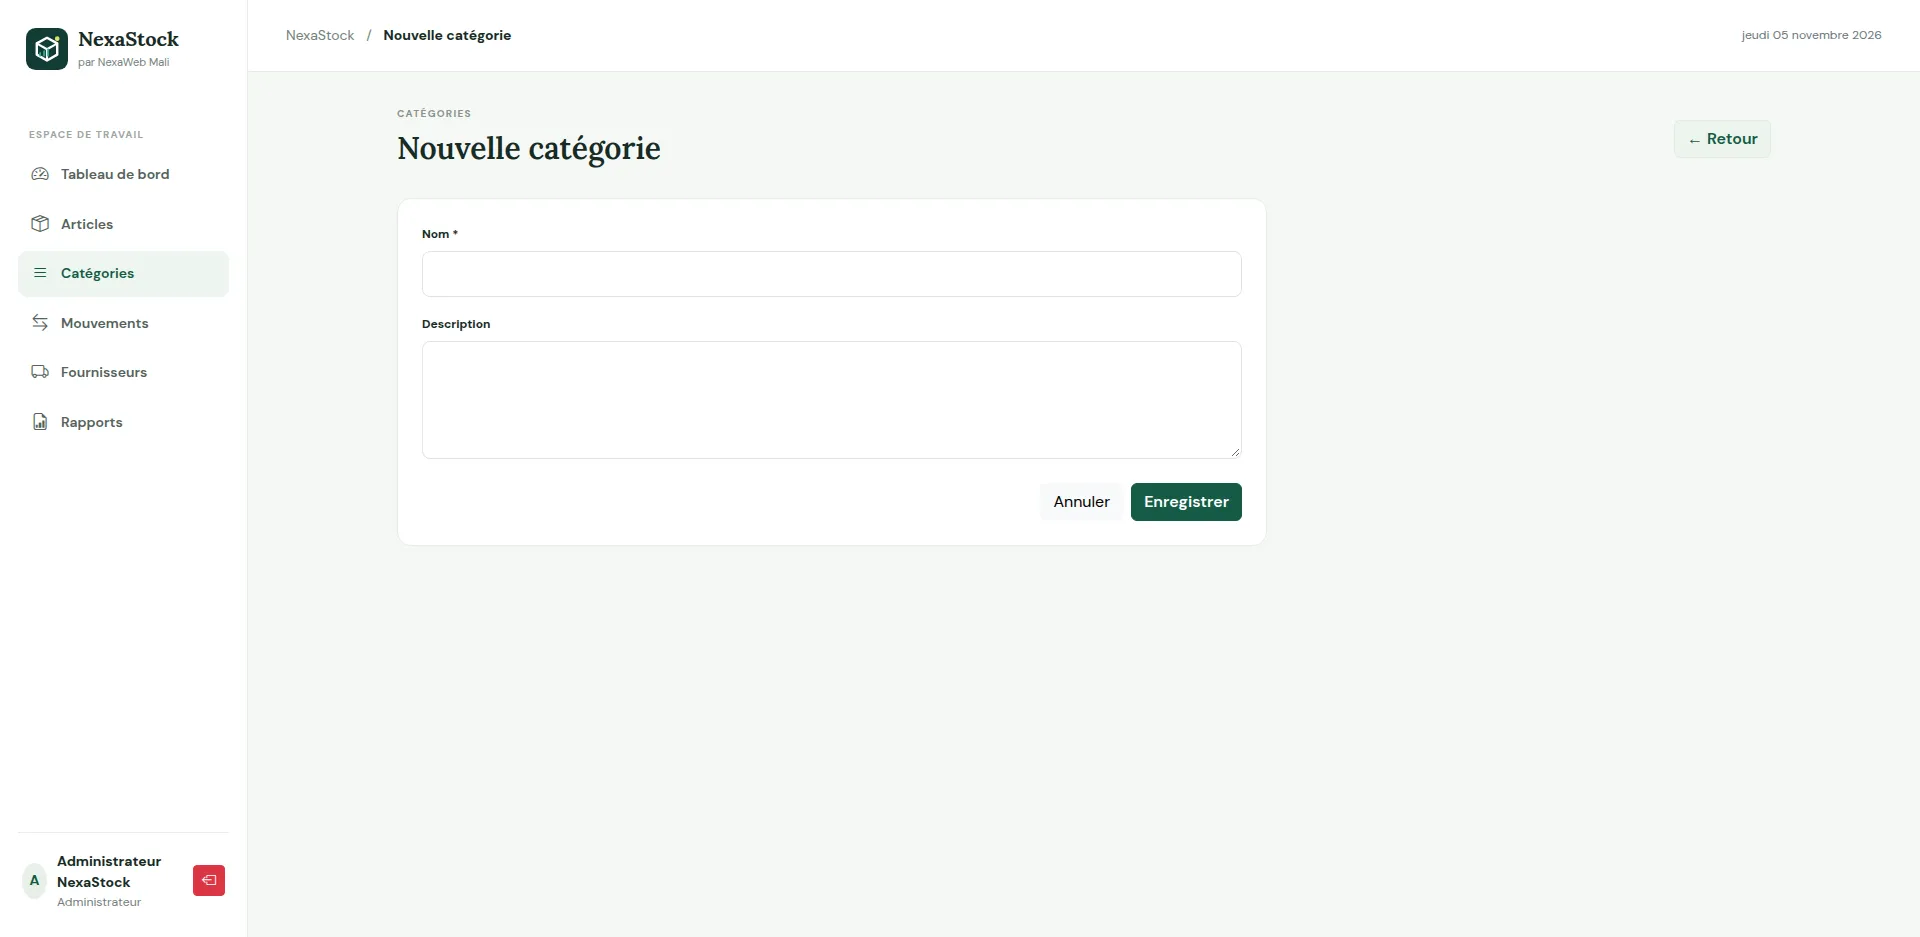 NexaStock
par NexaWeb Mali
ESPACE DE TRAVAIL
Tableau de bord
Articles
Catégories
Mouvements
Fournisseurs
Rapports
A
Administrateur
NexaStock
Administrateur
NexaStock / Nouvelle catégorie
jeudi 05 novembre 2026
CATÉGORIES
Nouvelle catégorie
← Retour
Nom *
Description
Annuler
Enregistrer